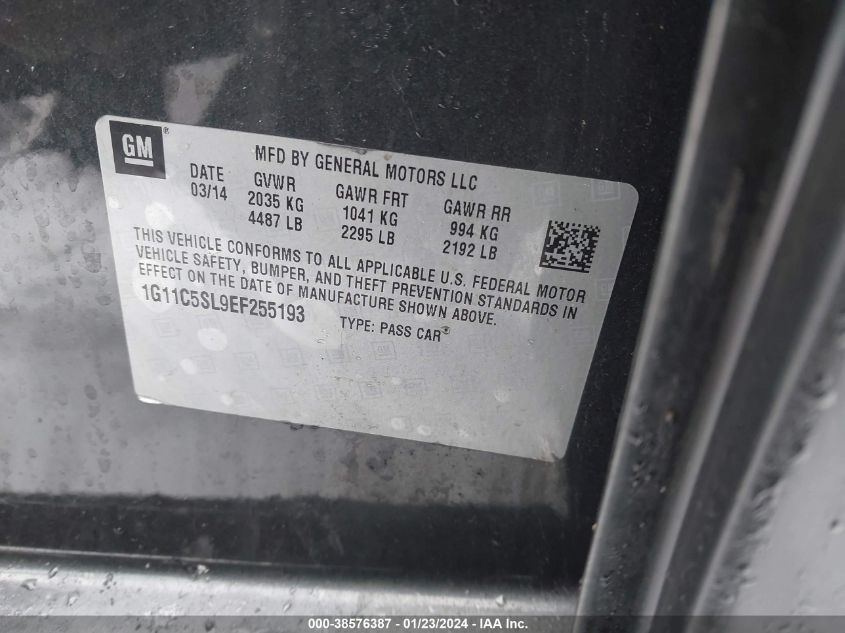 GM®
MFD BY GENERAL MOTORS LLC
DATE GVWR GAWR FRT GAWR RR
03/14 2035 KG 1041 KG 994 KG
4487 LB 2295 LB 2192 LB
THIS VEHICLE CONFORMS TO ALL APPLICABLE U.S. FEDERAL MOTOR
VEHICLE SAFETY, BUMPER, AND THEFT PREVENTION STANDARDS IN
EFFECT ON THE DATE OF MANUFACTURE SHOWN ABOVE.
1G11C5SL9EF255193 TYPE: PASS CAR®
000-38576387 - 01/23/2024 - IAA, Inc.